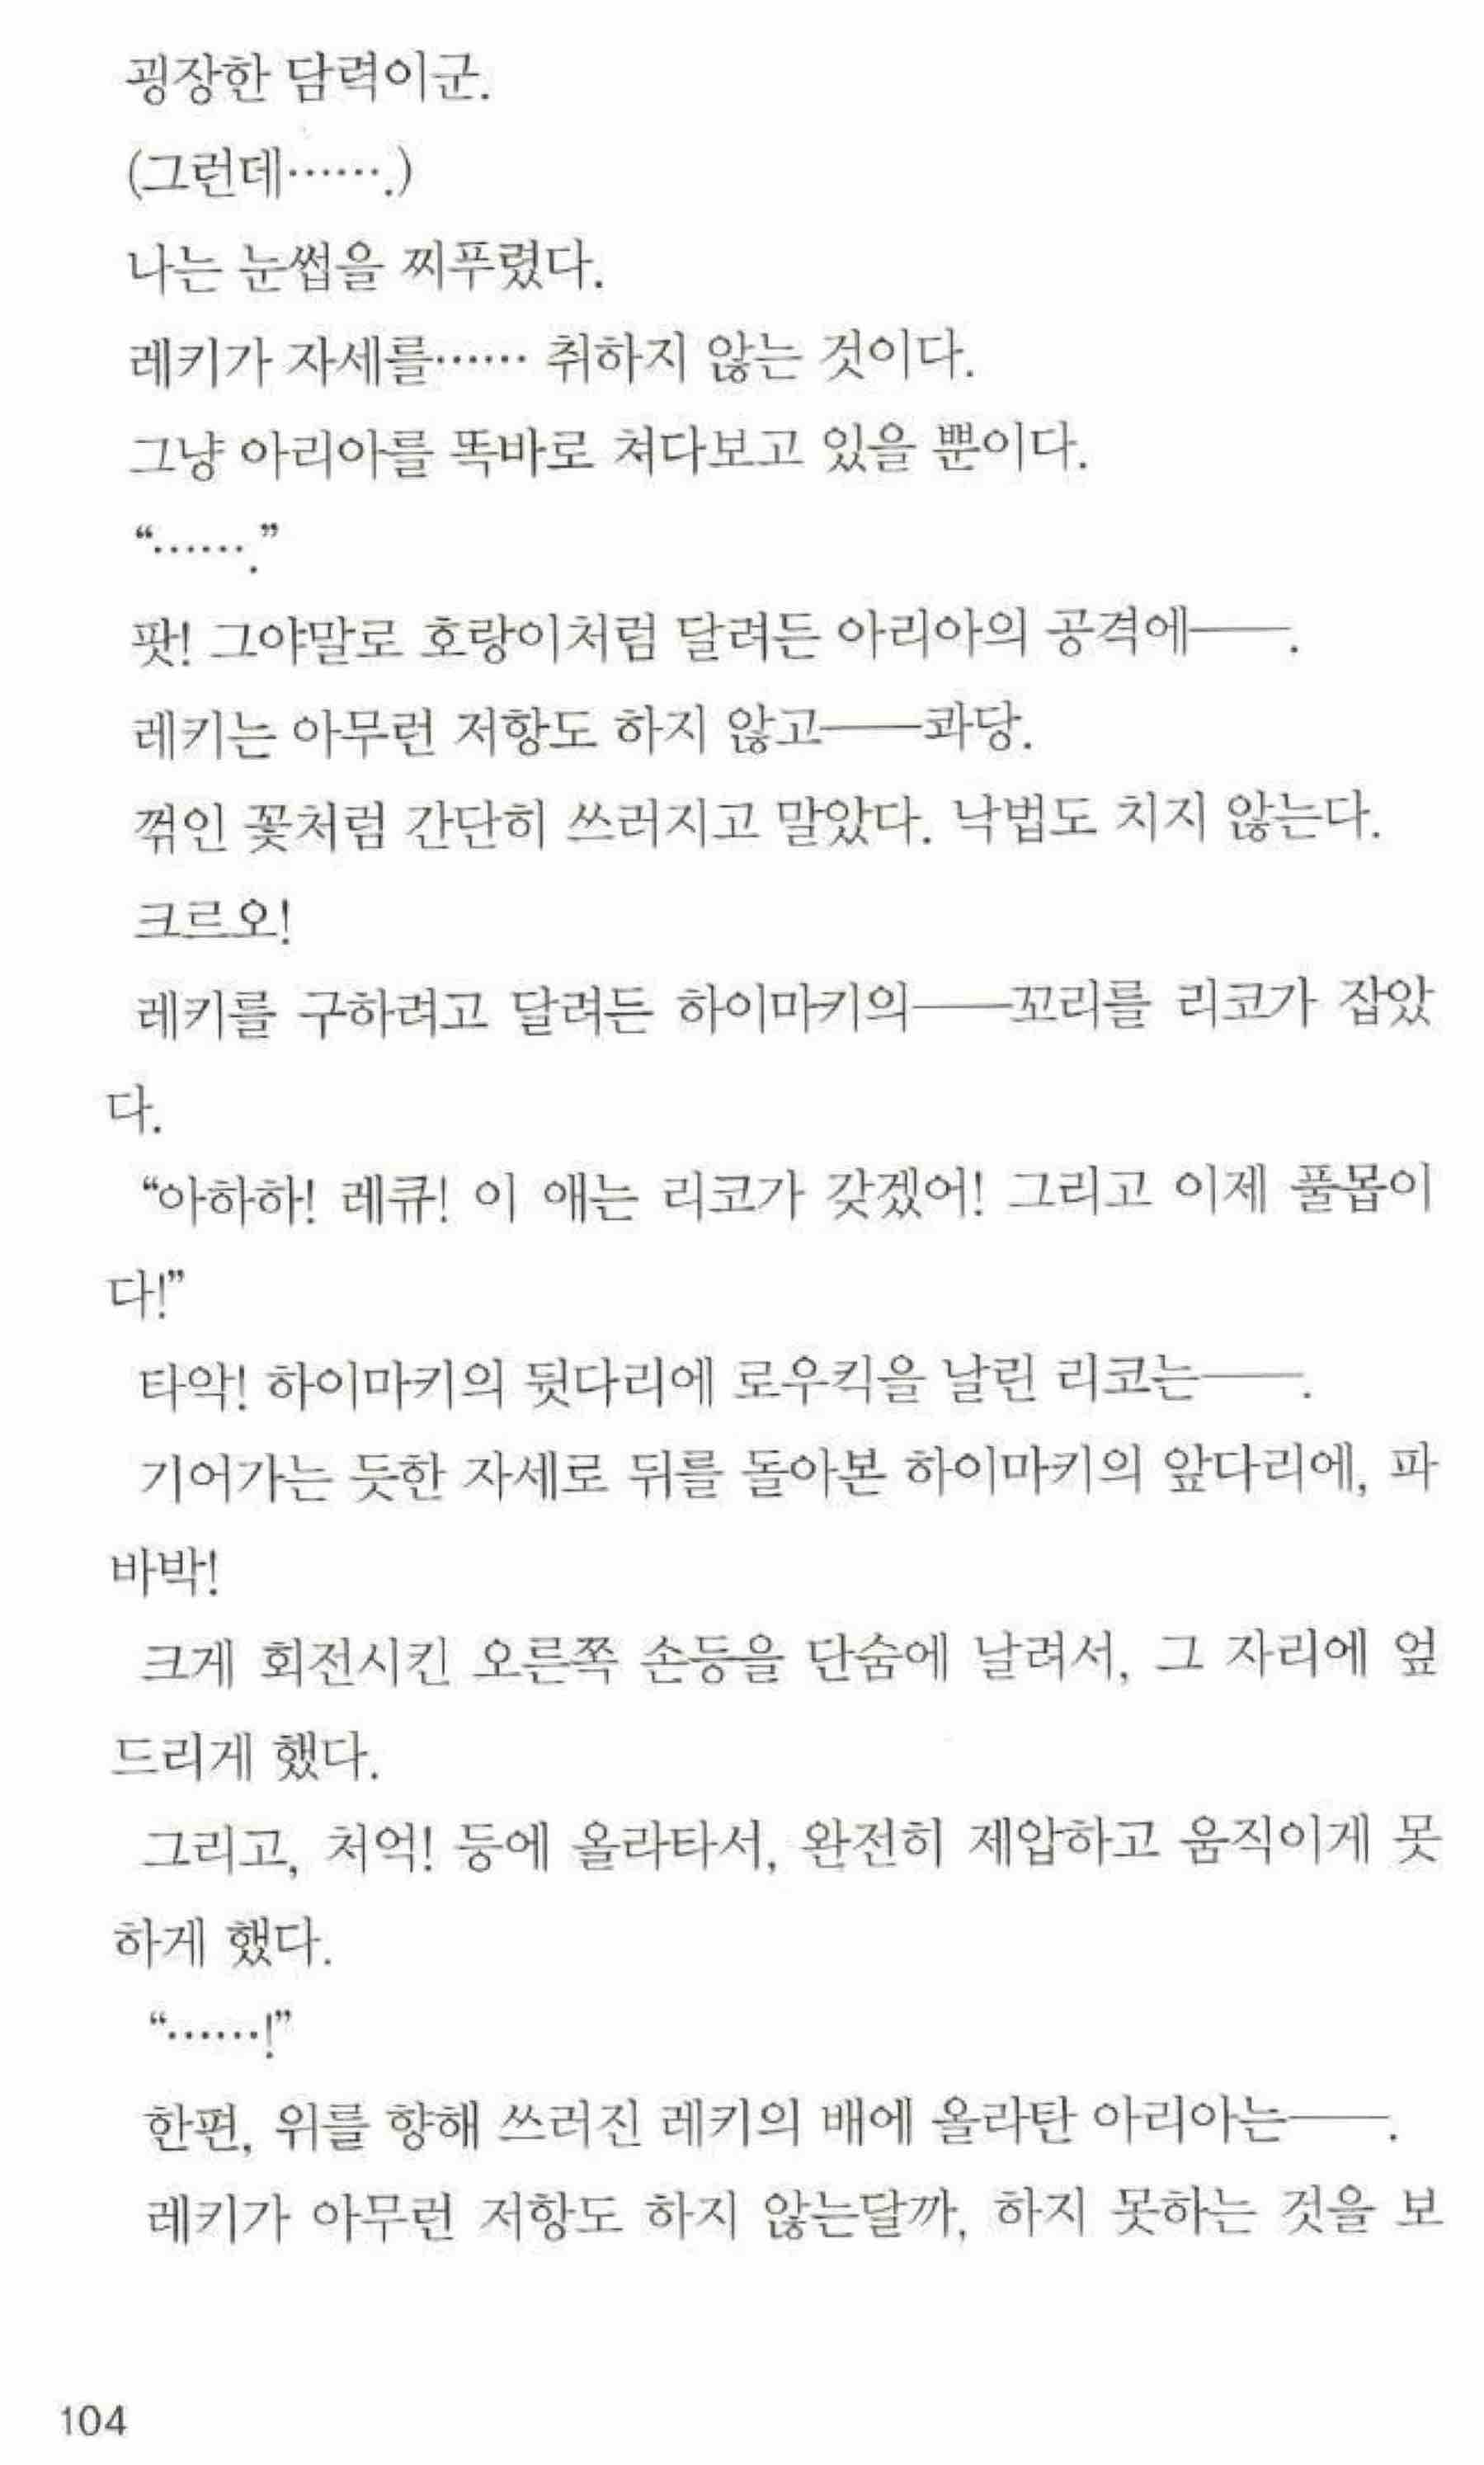 굉장한 담력이군.
(그런데…….)
나는 눈썹을 찌푸렸다.
레키가 자세를…… 취하지 않는 것이다.
그냥 아리아를 똑바로 쳐다보고 있을 뿐이다.
“…….”
팟! 그야말로 호랑이처럼 달려든 아리아의 공격에──.
레키는 아무런 저항도 하지 않고──콰당.
꺾인 꽃처럼 간단히 쓰러지고 말았다. 낙법도 치지 않는다.
크르오!
레키를 구하려고 달려든 하이마키의──꼬리를 리코가 잡았
다.
“아하하! 레큐! 이 애는 리코가 갖겠어! 그리고 이제 풀몹이
다!”
타악! 하이마키의 뒷다리에 로우킥을 날린 리코는──.
기어가는 듯한 자세로 뒤를 돌아본 하이마키의 앞다리에, 파
바박!
크게 회전시킨 오른쪽 손등을 단숨에 날려서, 그 자리에 엎
드리게 했다.
그리고, 처억! 등에 올라타서, 완전히 제압하고 움직이게 못
하게 했다.
“……!”
한편, 위를 향해 쓰러진 레키의 배에 올라탄 아리아는──.
레키가 아무런 저항도 하지 않는달까, 하지 못하는 것을 보
104